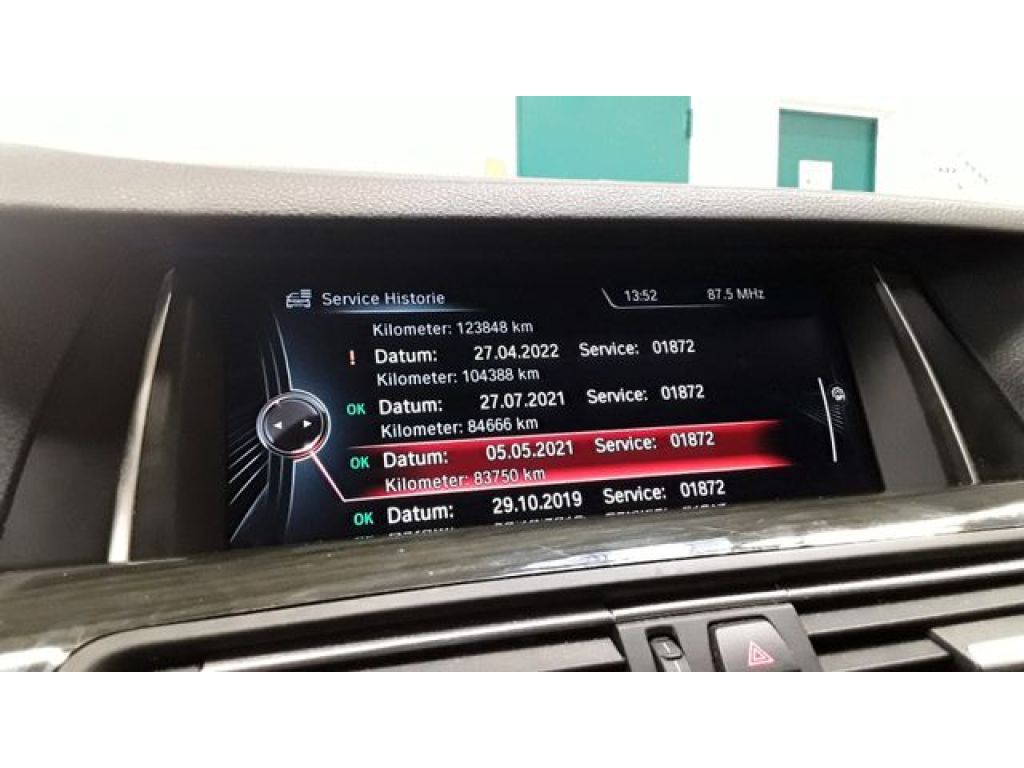 Service Historie 13:52 87.5 MHz
Kilometer: 123848 km
! Datum: 27.04.2022 Service: 01872
Kilometer: 104388 km
OK Datum: 27.07.2021 Service: 01872
Kilometer: 84666 km
OK Datum: 05.05.2021 Service: 01872
Kilometer: 83750 km
OK Datum: 29.10.2019 Service: 01872